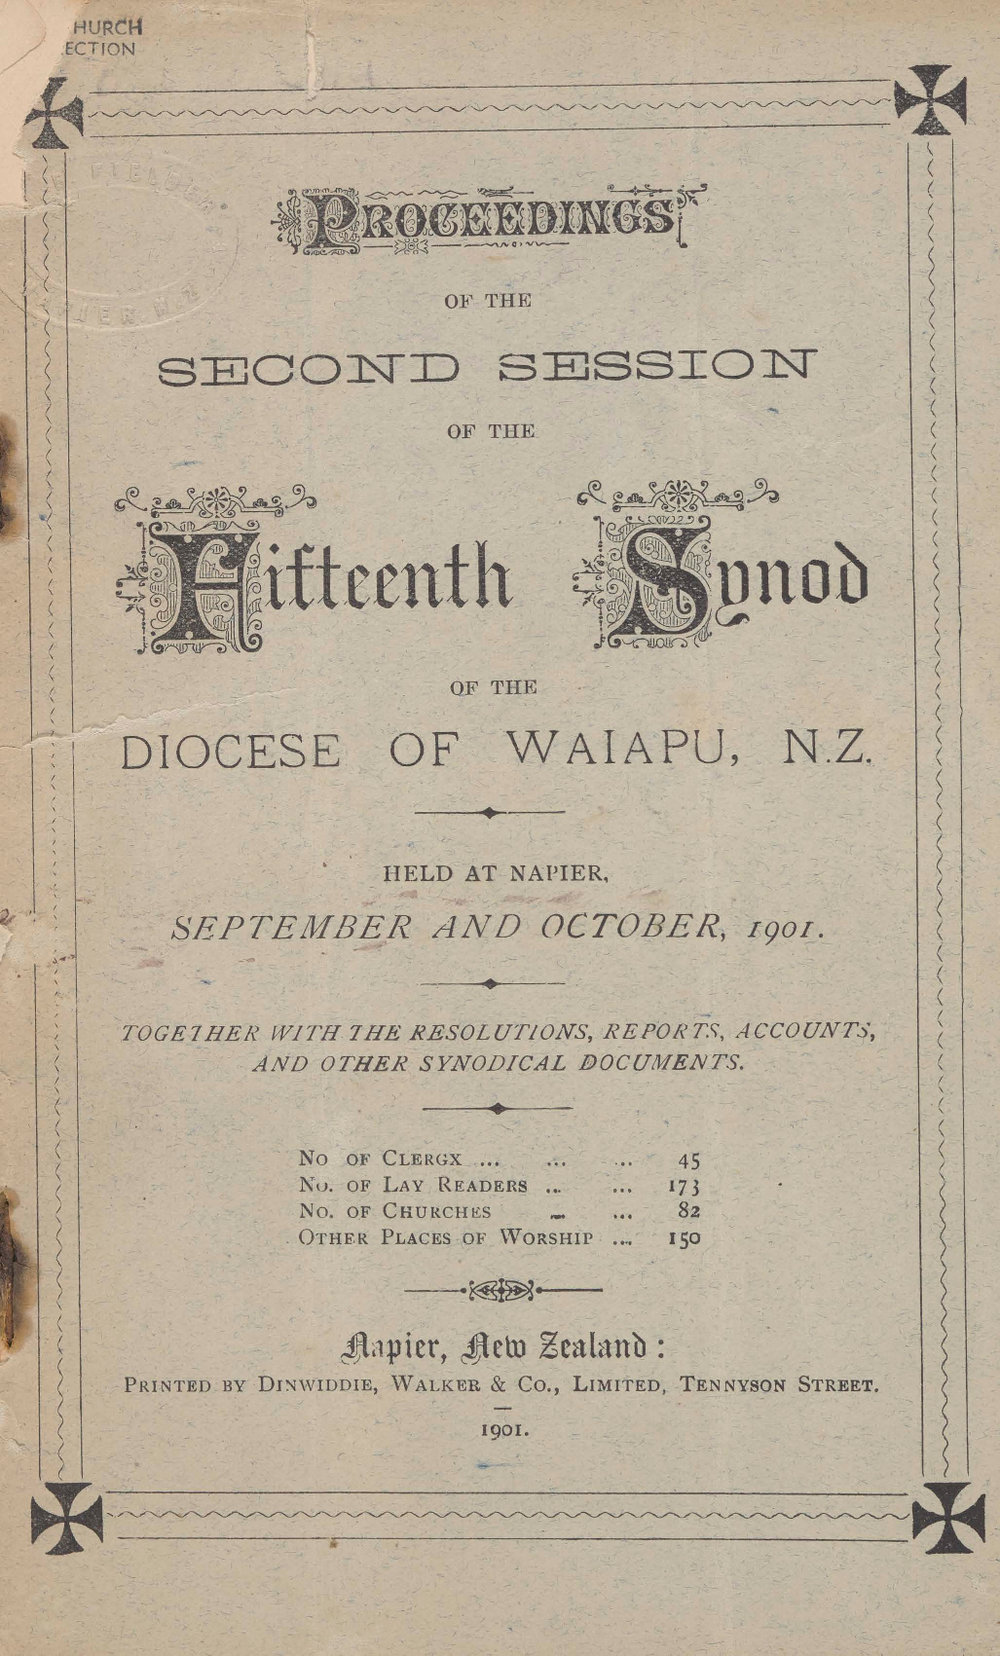 HURCH
ECTION
FIELDER
PROCEEDINGS
OF THE
SECOND SESSION
OF THE
Fifteenth Synod
OF THE
DIOCESE OF WAIAPU, N.Z.
HELD AT NAPIER,
SEPTEMBER AND OCTOBER, 1901.
TOGETHER WITH THE RESOLUTIONS, REPORTS, ACCOUNTS,
AND OTHER SYNODICAL DOCUMENTS.
NO OF CLERGX ... ... ... 45
NO. OF LAY READERS ... ... 173
NO. OF CHURCHES ... ... 82
OTHER PLACES OF WORSHIP ... 150
Napier, New Zealand:
PRINTED BY DINWIDDIE, WALKER & CO., LIMITED, TENNYSON STREET.
1901.